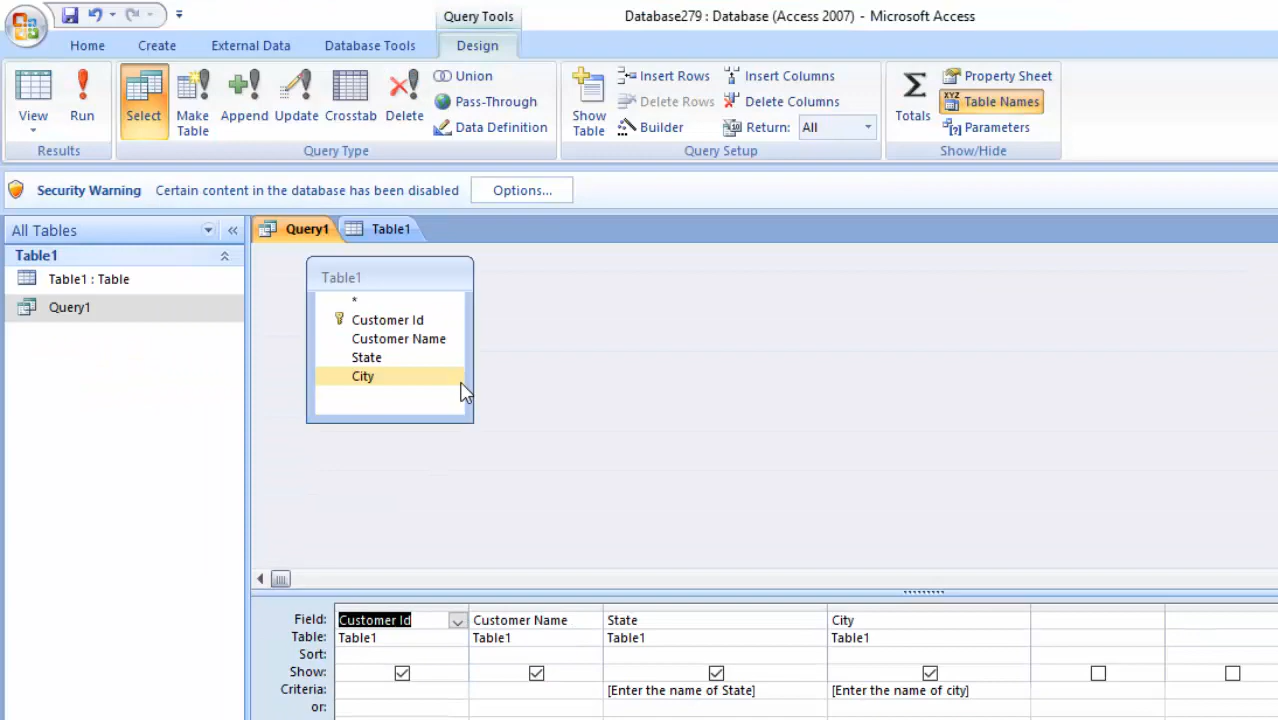 Query Tools
Database279 : Database (Access 2007) - Microsoft Access
Home Create External Data Database Tools Design
View
Run
Select
Make Table
Append
Update
Crosstab
Delete
Union
Pass-Through
Data Definition
Show Table
Insert Rows
Delete Rows
Builder
Insert Columns
Delete Columns
Return: All
Totals
Property Sheet
Table Names
Parameters
Results Query Type Query Setup Show/Hide
Security Warning Certain content in the database has been disabled Options...
All Tables
Table1
Table1 : Table
Query1
Query1 Table1
Table1
*
Customer Id
Customer Name
State
City
Field: Customer Id Customer Name State City
Table: Table1 Table1 Table1 Table1
Sort:
Show:
Criteria: [Enter the name of State] [Enter the name of city]
or: